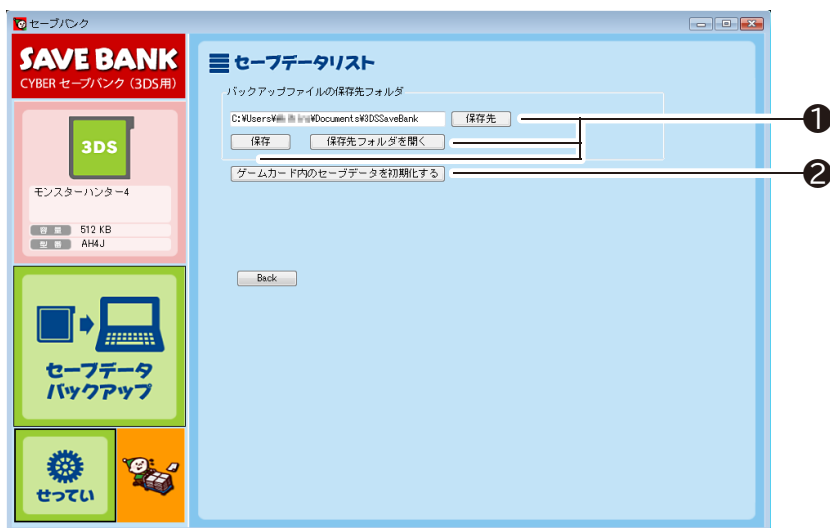 セーブバンク
SAVE BANK
CYBER セーブバンク（3DS用）
3DS
モンスターハンター4
容量 512 KB
型番 AH4J
セーブデータ
バックアップ
せってい
セーブデータリスト
バックアップファイルの保存先フォルダ
C:¥Users¥ ¥Documents¥3DSSaveBank 保存先
保存 保存先フォルダを開く
ゲームカード内のセーブデータを初期化する
Back
1
2